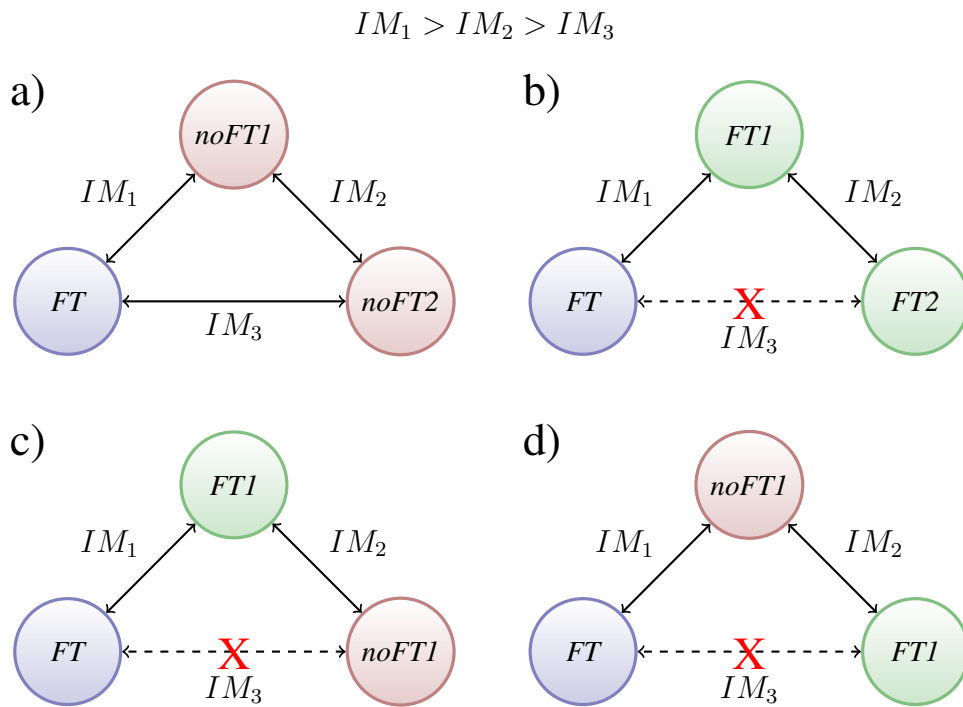 IM₁ > IM₂ > IM₃
a)
noFT1
IM₁
IM₂
FT
noFT2
IM₃
b)
FT1
IM₁
IM₂
FT
X
FT2
IM₃
c)
FT1
IM₁
IM₂
FT
X
noFT1
IM₃
d)
noFT1
IM₁
IM₂
FT
X
FT1
IM₃